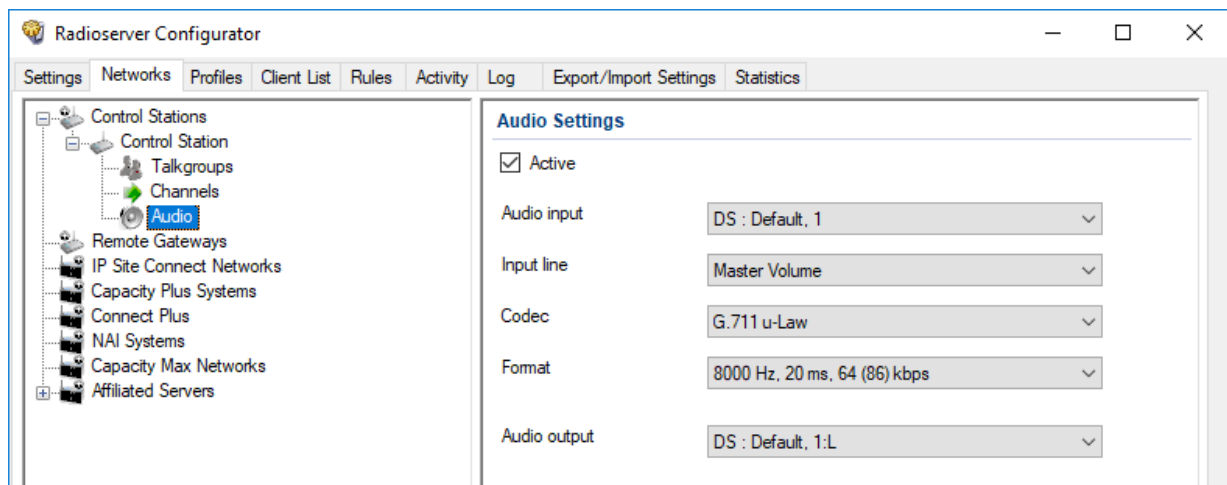 Radioserver Configurator
Settings Networks Profiles Client List Rules Activity Log Export/Import Settings Statistics
Control Stations
Control Station
Talkgroups
Channels
Audio
Remote Gateways
IP Site Connect Networks
Capacity Plus Systems
Connect Plus
NAI Systems
Capacity Max Networks
Affiliated Servers
Audio Settings
Active
Audio input DS : Default, 1
Input line Master Volume
Codec G.711 u-Law
Format 8000 Hz, 20 ms, 64 (86) kbps
Audio output DS : Default, 1:L